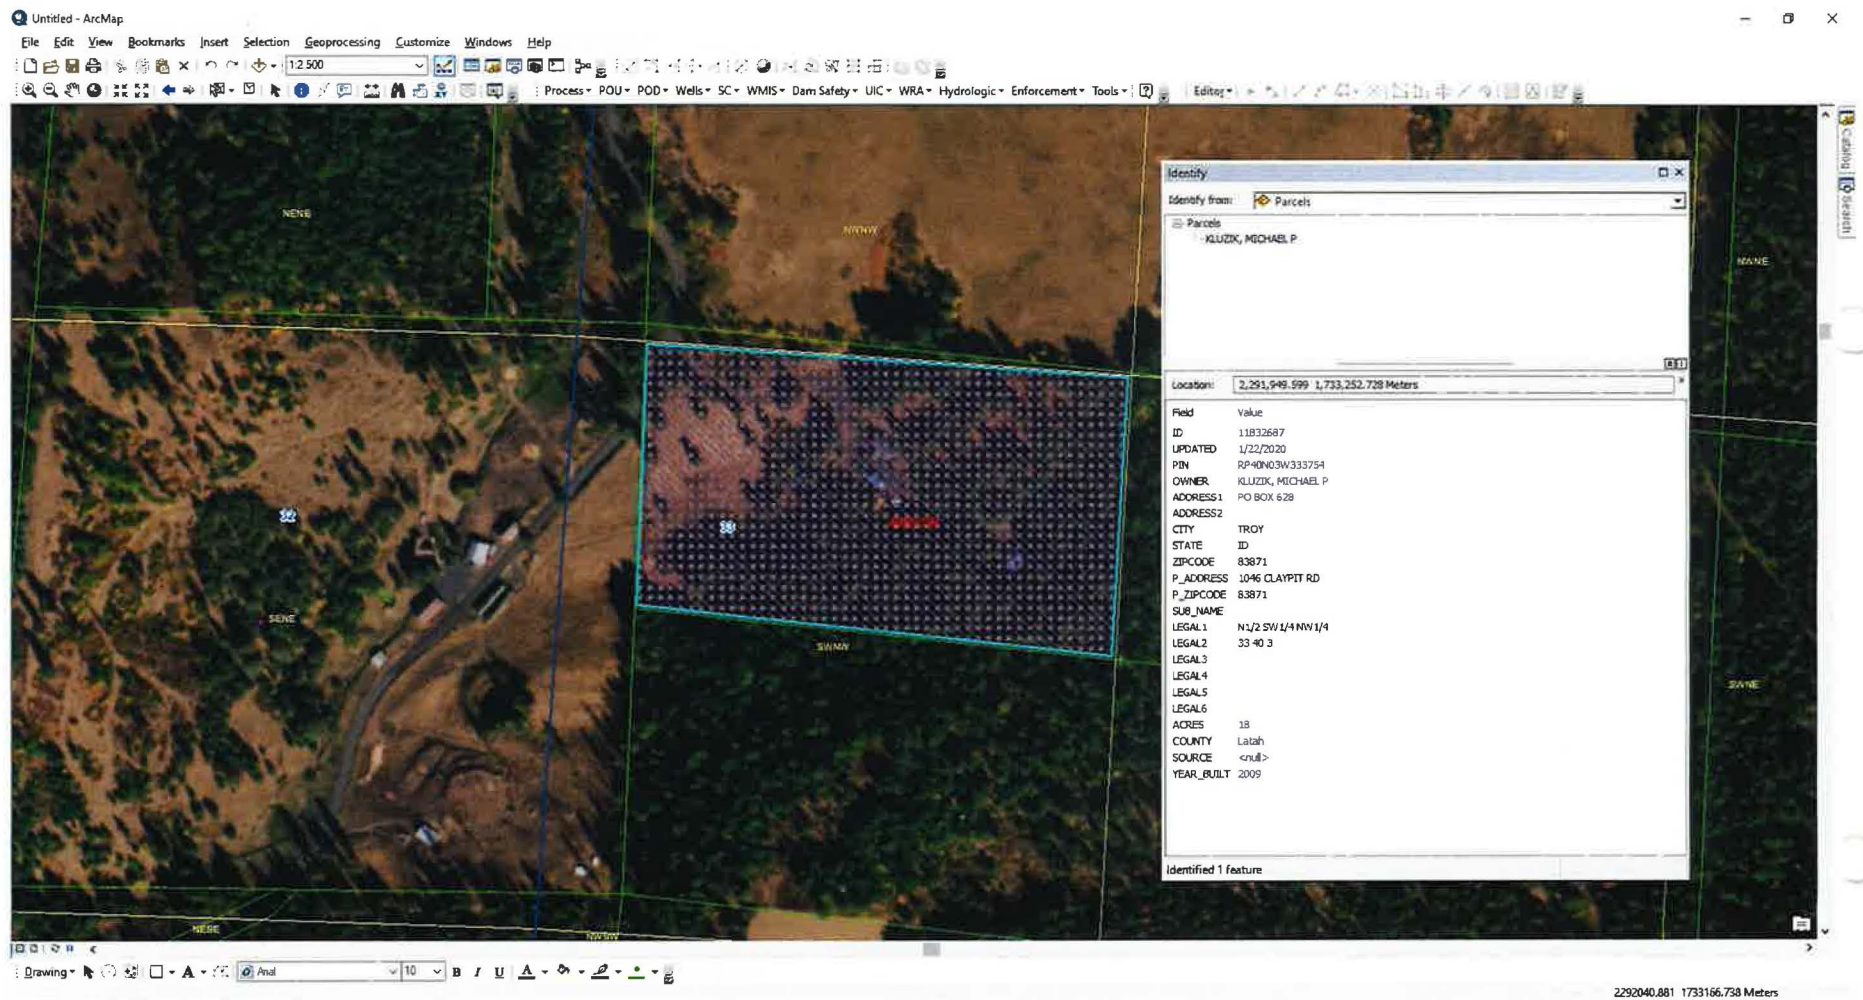 Untitled - ArcMap
File Edit View Bookmarks Insert Selection Geoprocessing Customize Windows Help
1:2 500
Process POU POD Wells SC WMIS Dam Safety UIC WRA Hydrologic Enforcement Tools Editor
Catalog
Search
Identify
Identify from: Parcels
Parcels
KLUZIK, MICHAEL P
Location: 2,291,949.599 1,733,252.728 Meters
Field Value
ID 11832687
UPDATED 1/22/2020
PIN RP40N03W333754
OWNER KLUZIK, MICHAEL P
ADDRESS1 PO BOX 628
ADDRESS2
CITY TROY
STATE ID
ZIPCODE 83871
P_ADDRESS 1046 CLAYPIT RD
P_ZIPCODE 83871
SUB_NAME
LEGAL1 N1/2 SW1/4 NW1/4
LEGAL2 33 40 3
LEGAL3
LEGAL4
LEGAL5
LEGAL6
ACRES 18
COUNTY Latah
SOURCE <null>
YEAR_BUILT 2009
Identified 1 feature
NENE
NWNW
NWNE
32
33
SENE
SWNW
SWNE
NESE
NWSW
Drawing A Arial 10 B I U A
2292040.881 1733166.738 Meters